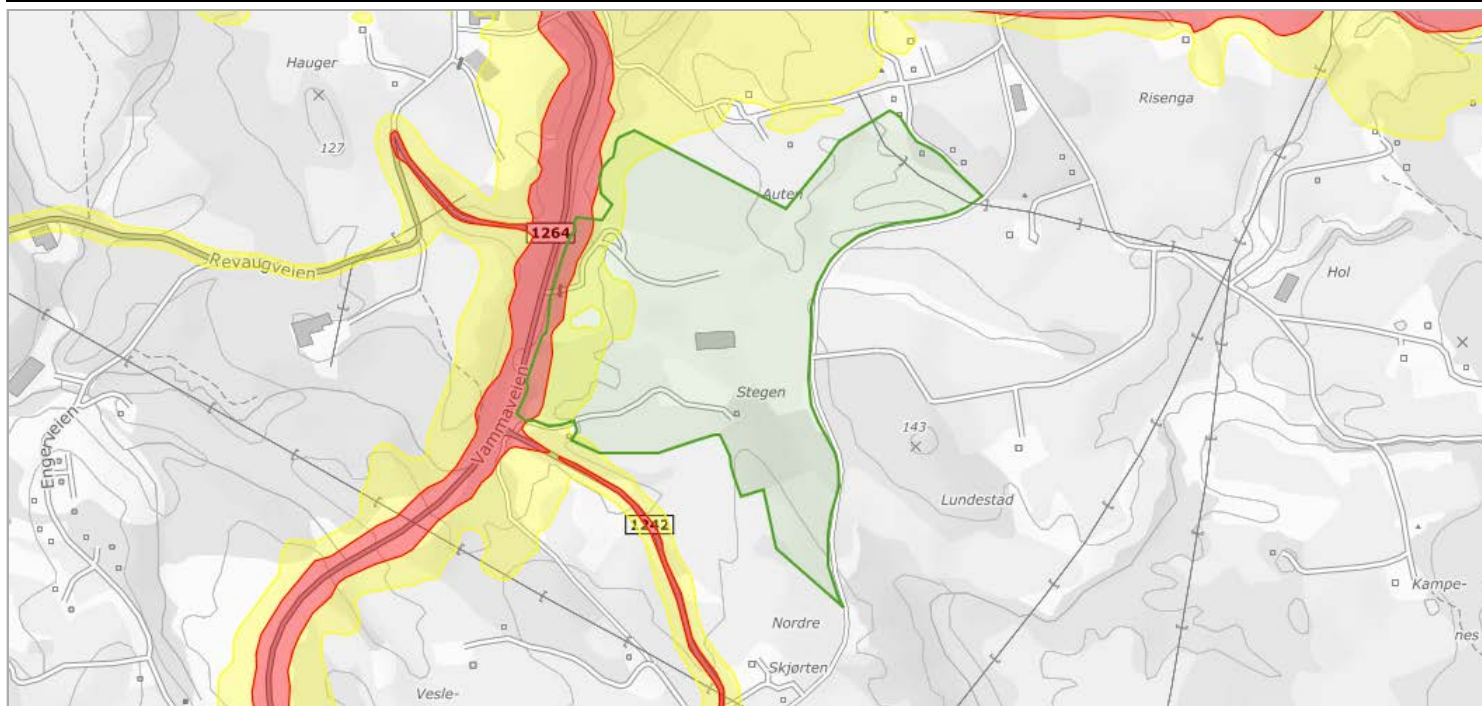 Hauger
127
Risenga
Auten
1264
Revaugveien
Hol
Stegen
Vammaveien
143
Engerveien
Lundestad
1242
Kampe-
nes
Nordre
Skjørten
Vesle-